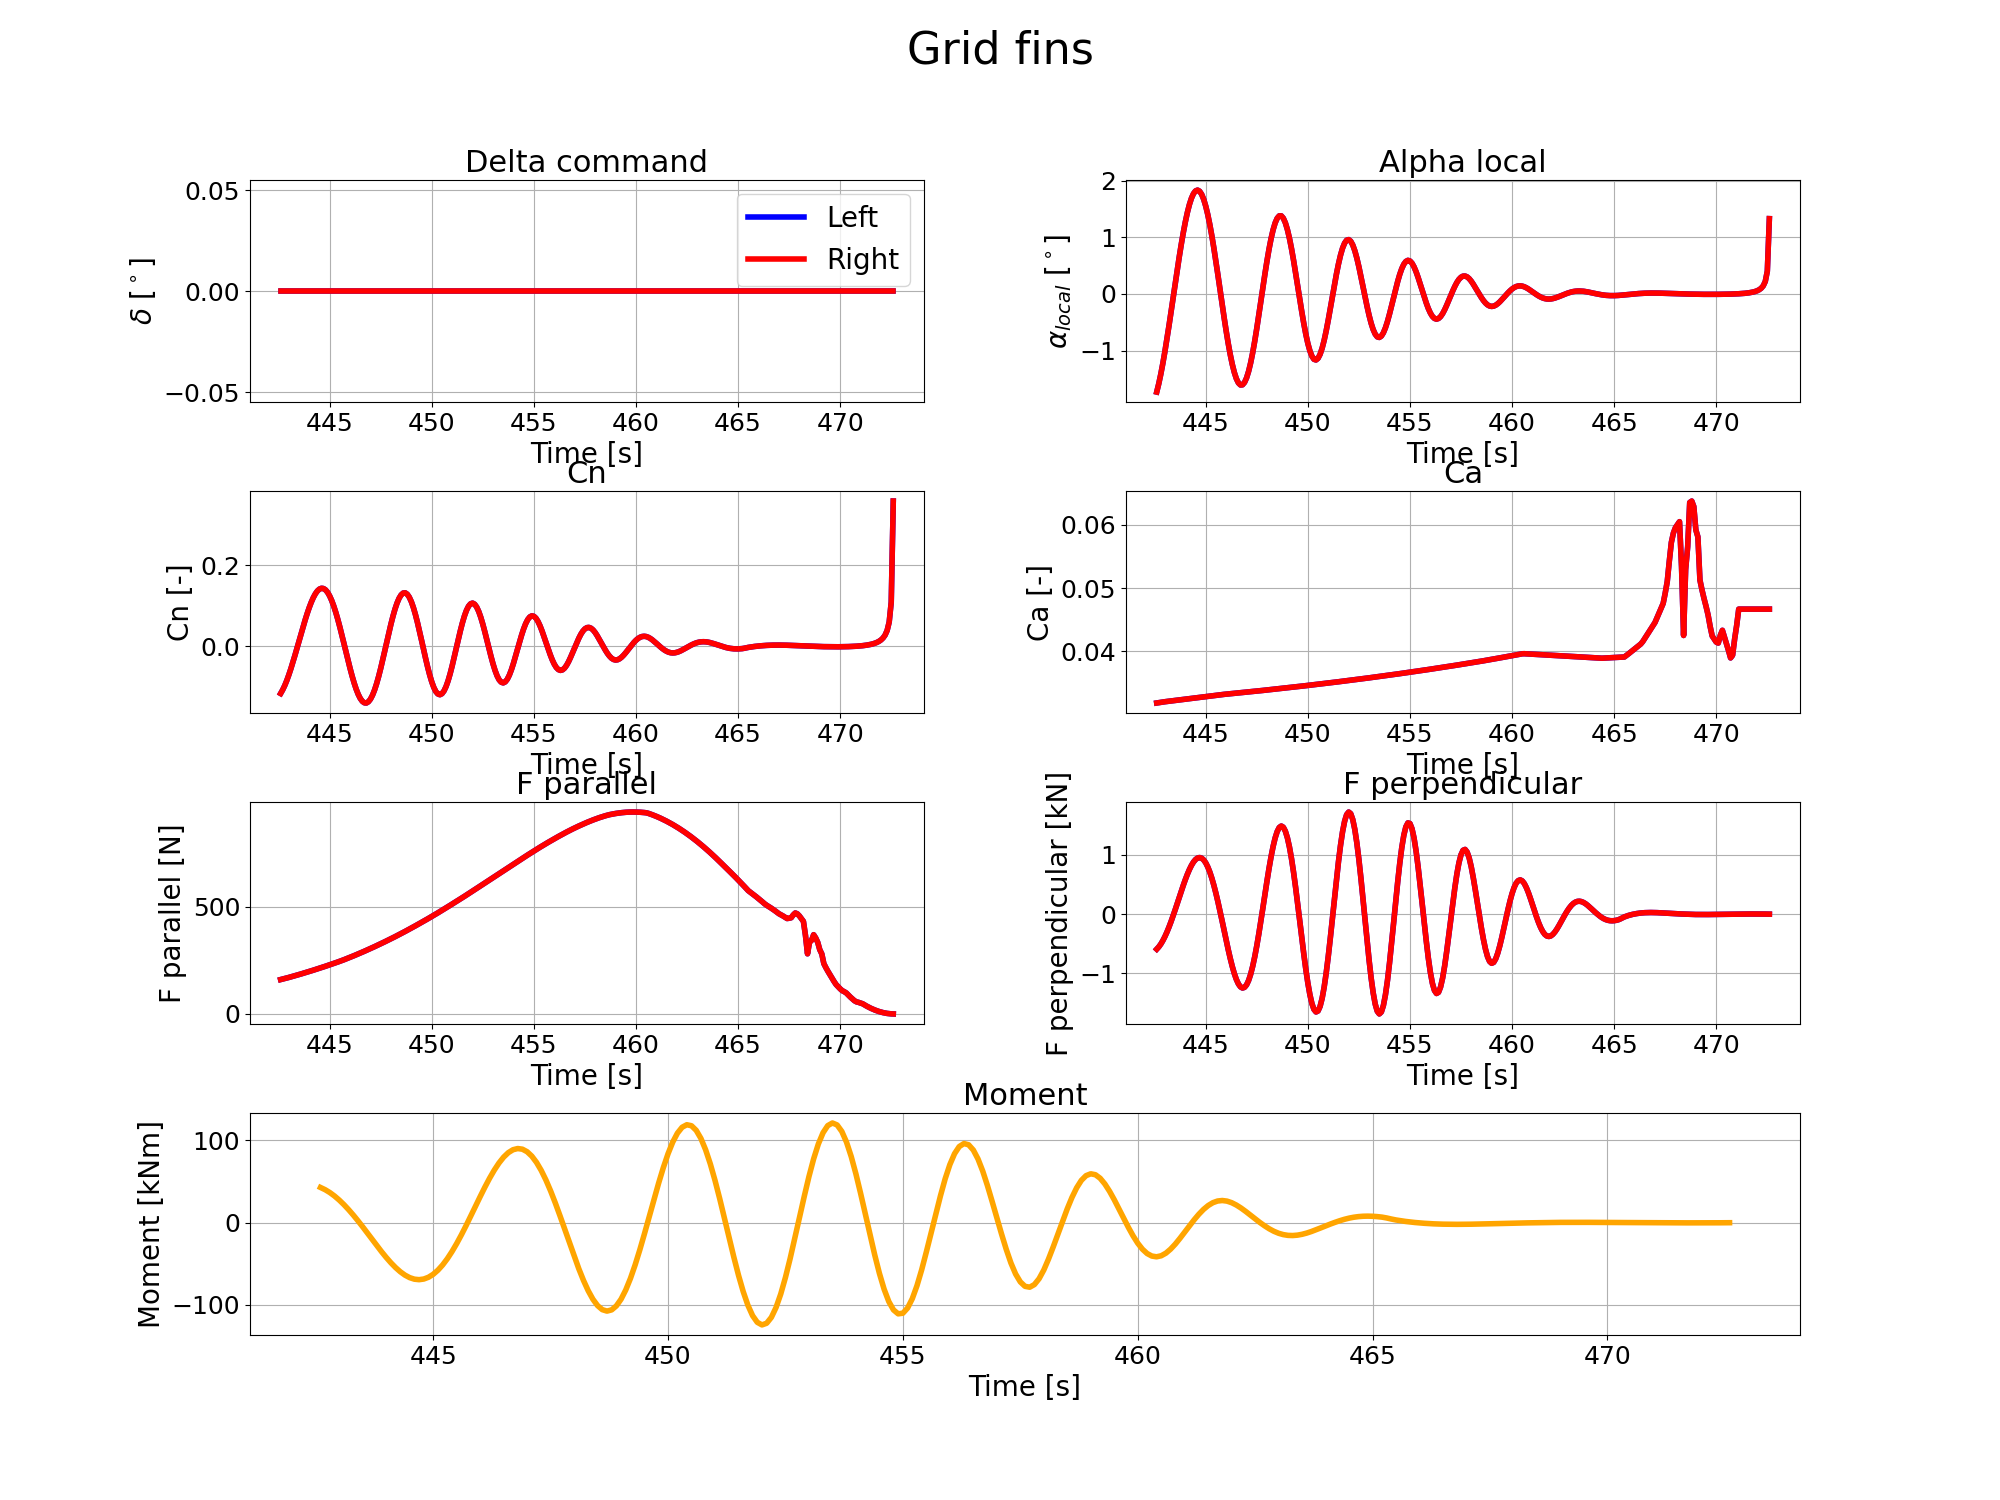 Grid fins
Delta command
δ [°]
0.05
0.00
−0.05
Left
Right
445 450 455 460 465 470
Time [s]
Alpha local
α_local [°]
2
1
0
−1
445 450 455 460 465 470
Time [s]
Cn
Cn [-]
0.2
0.0
445 450 455 460 465 470
Time [s]
Ca
Ca [-]
0.06
0.05
0.04
445 450 455 460 465 470
Time [s]
F parallel
F parallel [N]
500
0
445 450 455 460 465 470
Time [s]
F perpendicular
F perpendicular [kN]
1
0
−1
445 450 455 460 465 470
Time [s]
Moment
Moment [kNm]
100
0
−100
445 450 455 460 465 470
Time [s]